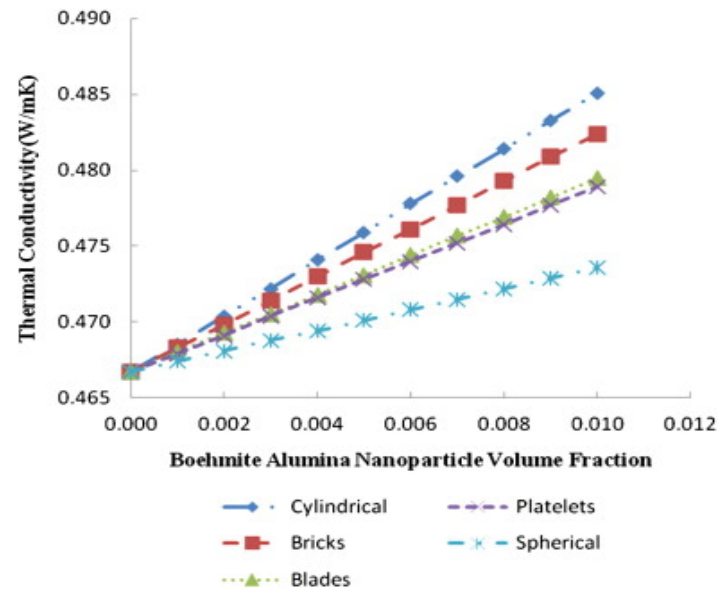 0.490
0.485
0.480
0.475
0.470
0.465
Thermal Conductivity(W/mK)
0.000 0.002 0.004 0.006 0.008 0.010 0.012
Boehmite Alumina Nanoparticle Volume Fraction
Cylindrical Platelets
Bricks Spherical
Blades